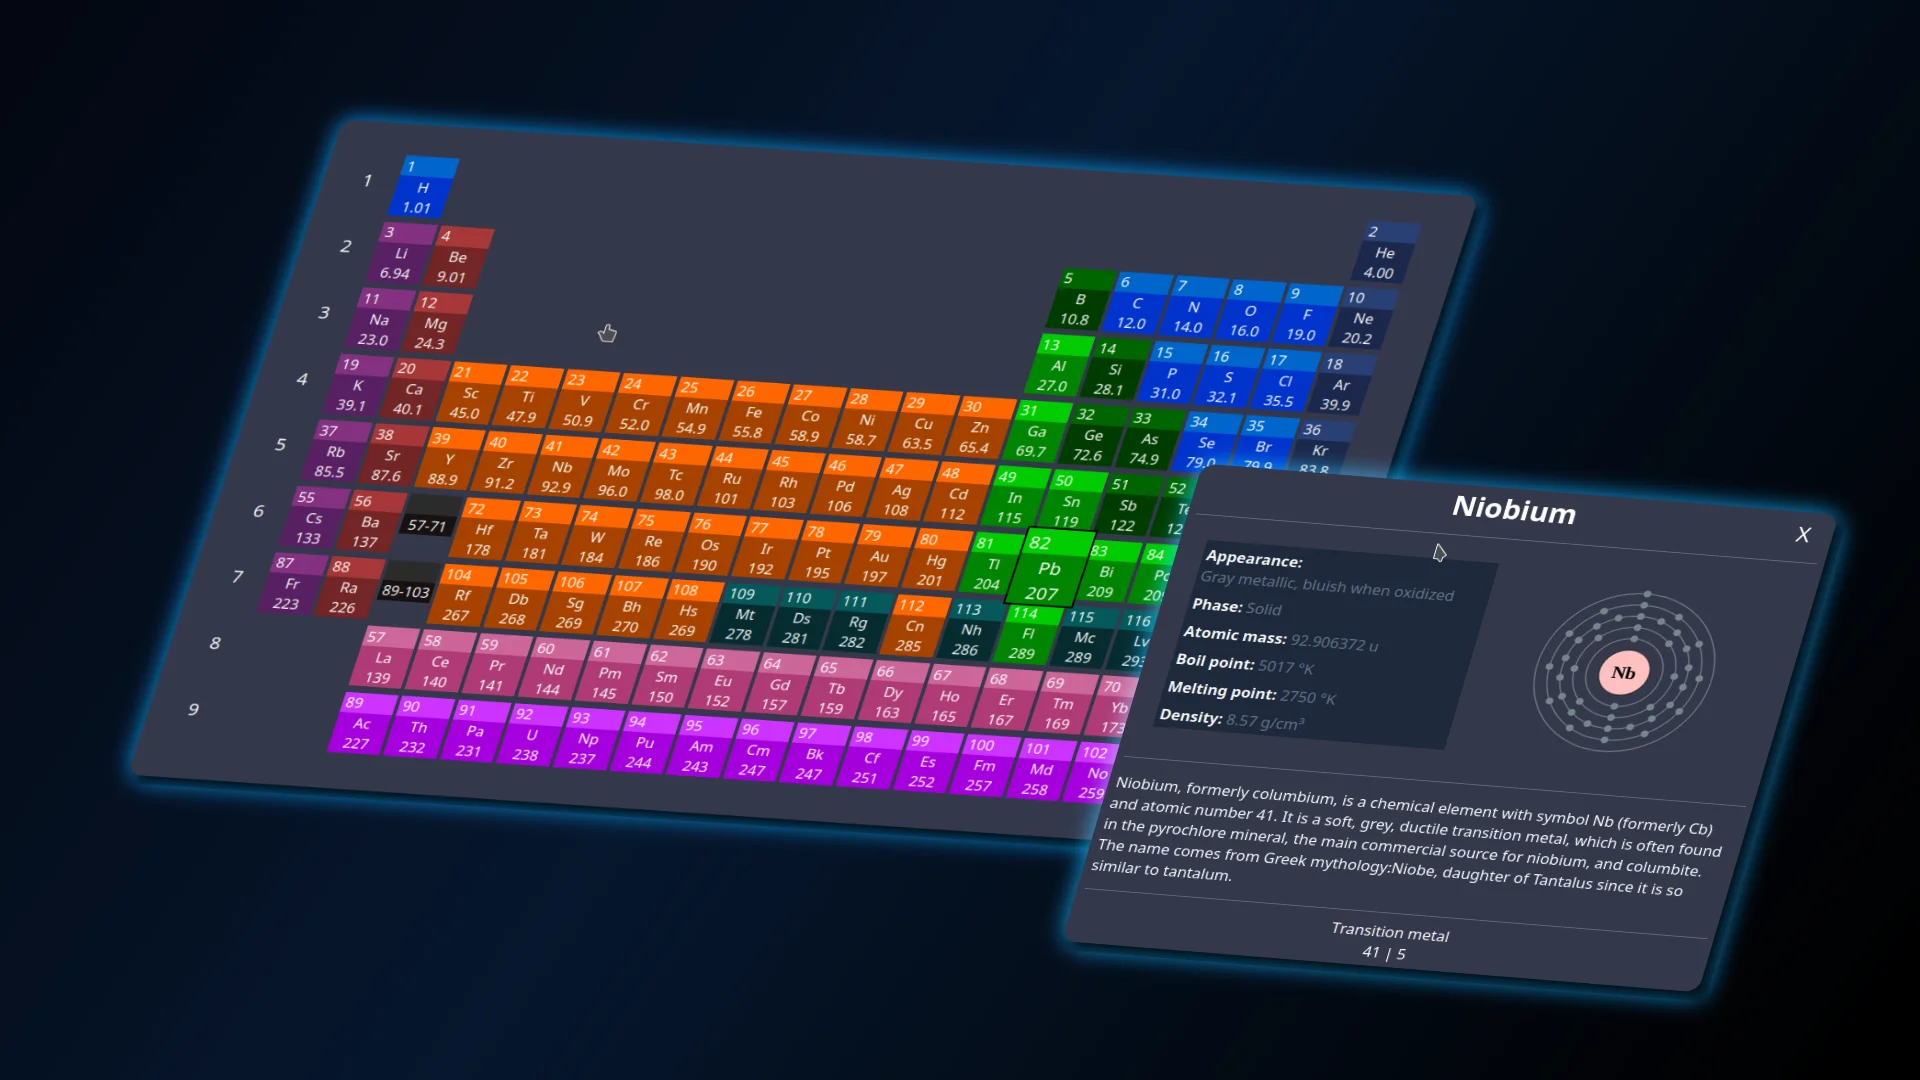 1
1 H 1.01
2 He 4.00
2
3 Li 6.94
4 Be 9.01
5 B 10.8
6 C 12.0
7 N 14.0
8 O 16.0
9 F 19.0
10 Ne 20.2
3
11 Na 23.0
12 Mg 24.3
13 Al 27.0
14 Si 28.1
15 P 31.0
16 S 32.1
17 Cl 35.5
18 Ar 39.9
4
19 K 39.1
20 Ca 40.1
21 Sc 45.0
22 Ti 47.9
23 V 50.9
24 Cr 52.0
25 Mn 54.9
26 Fe 55.8
27 Co 58.9
28 Ni 58.7
29 Cu 63.5
30 Zn 65.4
31 Ga 69.7
32 Ge 72.6
33 As 74.9
34 Se 79.0
35 Br 79.9
36 Kr 83.8
5
37 Rb 85.5
38 Sr 87.6
39 Y 88.9
40 Zr 91.2
41 Nb 92.9
42 Mo 96.0
43 Tc 98.0
44 Ru 101
45 Rh 103
46 Pd 106
47 Ag 108
48 Cd 112
49 In 115
50 Sn 119
51 Sb 122
52
6
55 Cs 133
56 Ba 137
57-71
72 Hf 178
73 Ta 181
74 W 184
75 Re 186
76 Os 190
77 Ir 192
78 Pt 195
79 Au 197
80 Hg 201
81 Tl 204
82 Pb 207
83 Bi 209
84
7
87 Fr 223
88 Ra 226
89-103
104 Rf 267
105 Db 268
106 Sg 269
107 Bh 270
108 Hs 269
109 Mt 278
110 Ds 281
111 Rg 282
112 Cn 285
113 Nh 286
114 Fl 289
115 Mc 289
116 Lv 293
8
57 La 139
58 Ce 140
59 Pr 141
60 Nd 144
61 Pm 145
62 Sm 150
63 Eu 152
64 Gd 157
65 Tb 159
66 Dy 163
67 Ho 165
68 Er 167
69 Tm 169
70 Yb 173
9
89 Ac 227
90 Th 232
91 Pa 231
92 U 238
93 Np 237
94 Pu 244
95 Am 243
96 Cm 247
97 Bk 247
98 Cf 251
99 Es 252
100 Fm 257
101 Md 258
102 No 259
Niobium
X
Appearance:
Gray metallic, bluish when oxidized
Phase: Solid
Atomic mass: 92.906372 u
Boil point: 5017 °K
Melting point: 2750 °K
Density: 8.57 g/cm³
Nb
Niobium, formerly columbium, is a chemical element with symbol Nb (formerly Cb)
and atomic number 41. It is a soft, grey, ductile transition metal, which is often found
in the pyrochlore mineral, the main commercial source for niobium, and columbite.
The name comes from Greek mythology:Niobe, daughter of Tantalus since it is so
similar to tantalum.
Transition metal
41 | 5